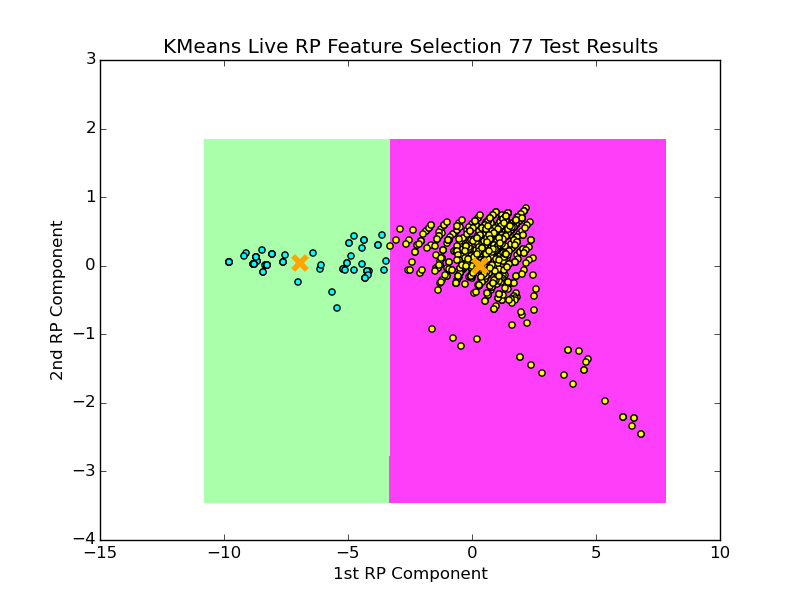 KMeans Live RP Feature Selection 77 Test Results
3
2
1
0
−1
−2
−3
−4
2nd RP Component
−15 −10 −5 0 5 10
1st RP Component